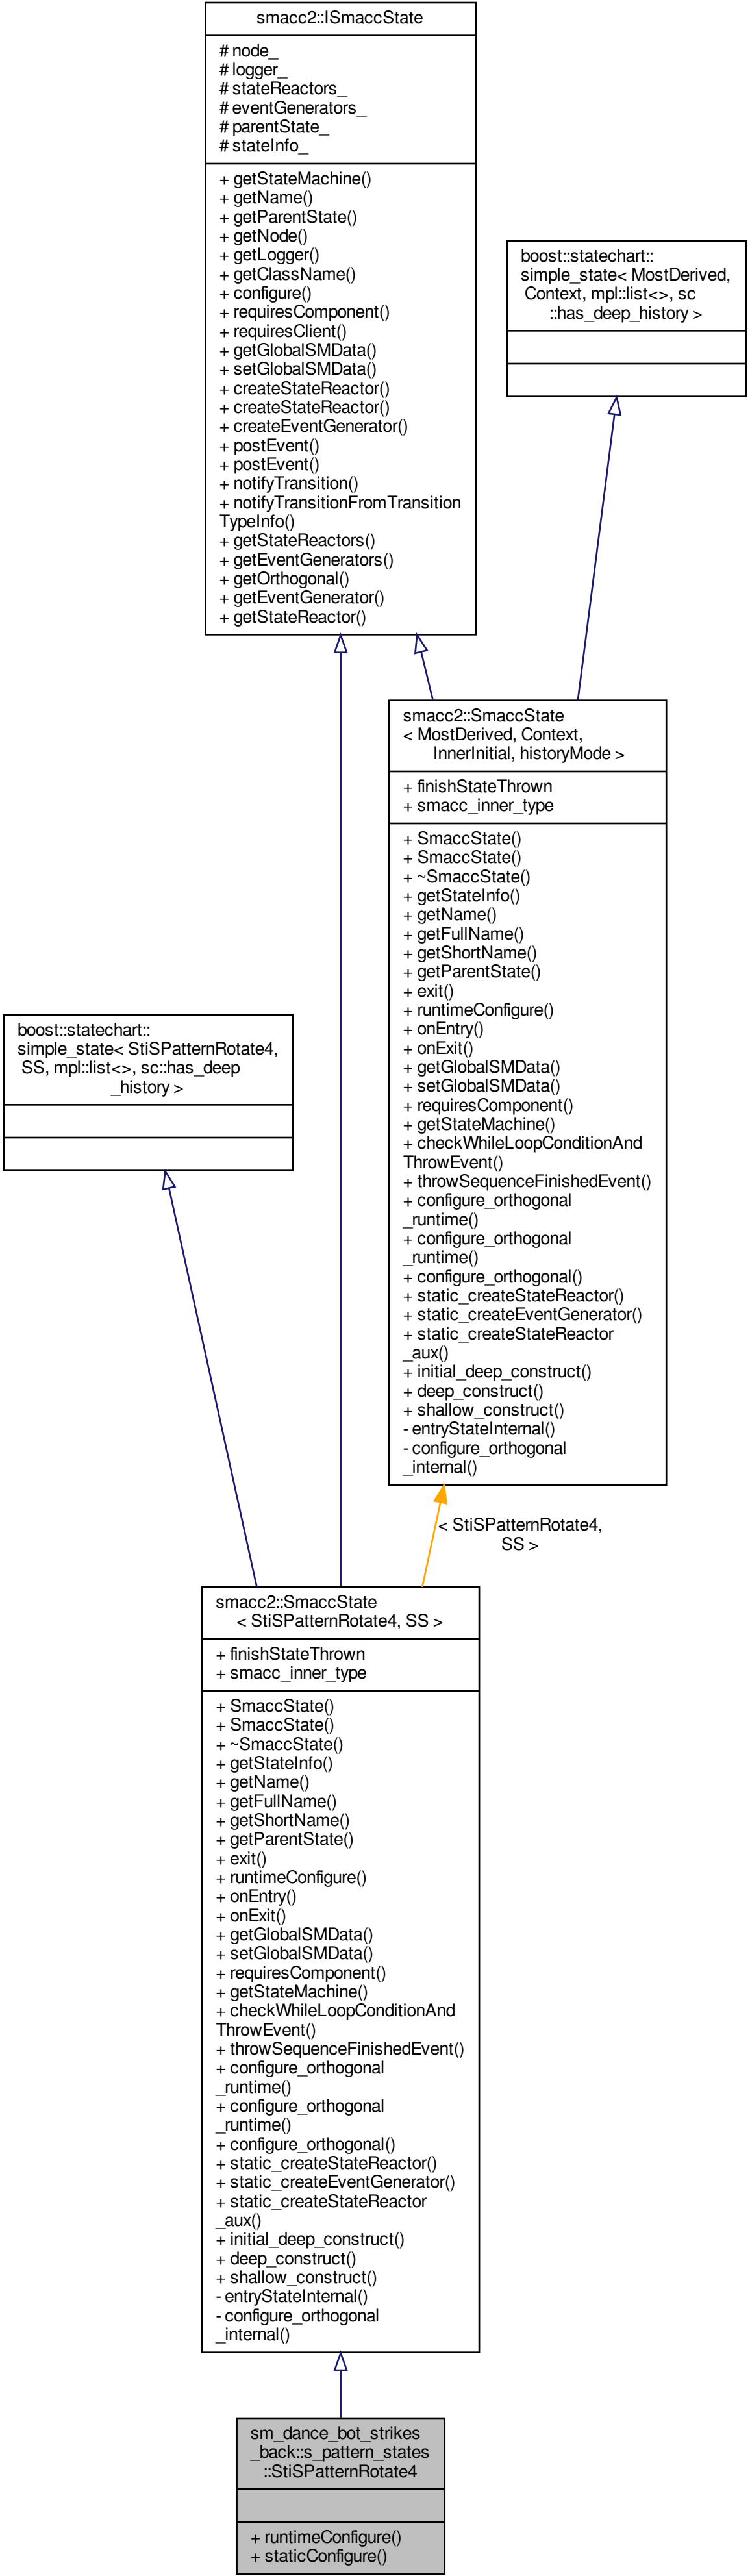 smacc2::ISmaccState
# node_
# logger_
# stateReactors_
# eventGenerators_
# parentState_
# stateInfo_
+ getStateMachine()
+ getName()
+ getParentState()
+ getNode()
+ getLogger()
+ getClassName()
+ configure()
+ requiresComponent()
+ requiresClient()
+ getGlobalSMData()
+ setGlobalSMData()
+ createStateReactor()
+ createStateReactor()
+ createEventGenerator()
+ postEvent()
+ postEvent()
+ notifyTransition()
+ notifyTransitionFromTransition
TypeInfo()
+ getStateReactors()
+ getEventGenerators()
+ getOrthogonal()
+ getEventGenerator()
+ getStateReactor()
boost::statechart::
simple_state< MostDerived,
Context, mpl::list<>, sc
::has_deep_history >
smacc2::SmaccState
< MostDerived, Context,
InnerInitial, historyMode >
+ finishStateThrown
+ smacc_inner_type
+ SmaccState()
+ SmaccState()
+ ~SmaccState()
+ getStateInfo()
+ getName()
+ getFullName()
+ getShortName()
+ getParentState()
+ exit()
+ runtimeConfigure()
+ onEntry()
+ onExit()
+ getGlobalSMData()
+ setGlobalSMData()
+ requiresComponent()
+ getStateMachine()
+ checkWhileLoopConditionAnd
ThrowEvent()
+ throwSequenceFinishedEvent()
+ configure_orthogonal
_runtime()
+ configure_orthogonal
_runtime()
+ configure_orthogonal()
+ static_createStateReactor()
+ static_createEventGenerator()
+ static_createStateReactor
_aux()
+ initial_deep_construct()
+ deep_construct()
+ shallow_construct()
- entryStateInternal()
- configure_orthogonal
_internal()
boost::statechart::
simple_state< StiSPatternRotate4,
SS, mpl::list<>, sc::has_deep
_history >
< StiSPatternRotate4,
SS >
smacc2::SmaccState
< StiSPatternRotate4, SS >
+ finishStateThrown
+ smacc_inner_type
+ SmaccState()
+ SmaccState()
+ ~SmaccState()
+ getStateInfo()
+ getName()
+ getFullName()
+ getShortName()
+ getParentState()
+ exit()
+ runtimeConfigure()
+ onEntry()
+ onExit()
+ getGlobalSMData()
+ setGlobalSMData()
+ requiresComponent()
+ getStateMachine()
+ checkWhileLoopConditionAnd
ThrowEvent()
+ throwSequenceFinishedEvent()
+ configure_orthogonal
_runtime()
+ configure_orthogonal
_runtime()
+ configure_orthogonal()
+ static_createStateReactor()
+ static_createEventGenerator()
+ static_createStateReactor
_aux()
+ initial_deep_construct()
+ deep_construct()
+ shallow_construct()
- entryStateInternal()
- configure_orthogonal
_internal()
sm_dance_bot_strikes
_back::s_pattern_states
::StiSPatternRotate4
+ runtimeConfigure()
+ staticConfigure()